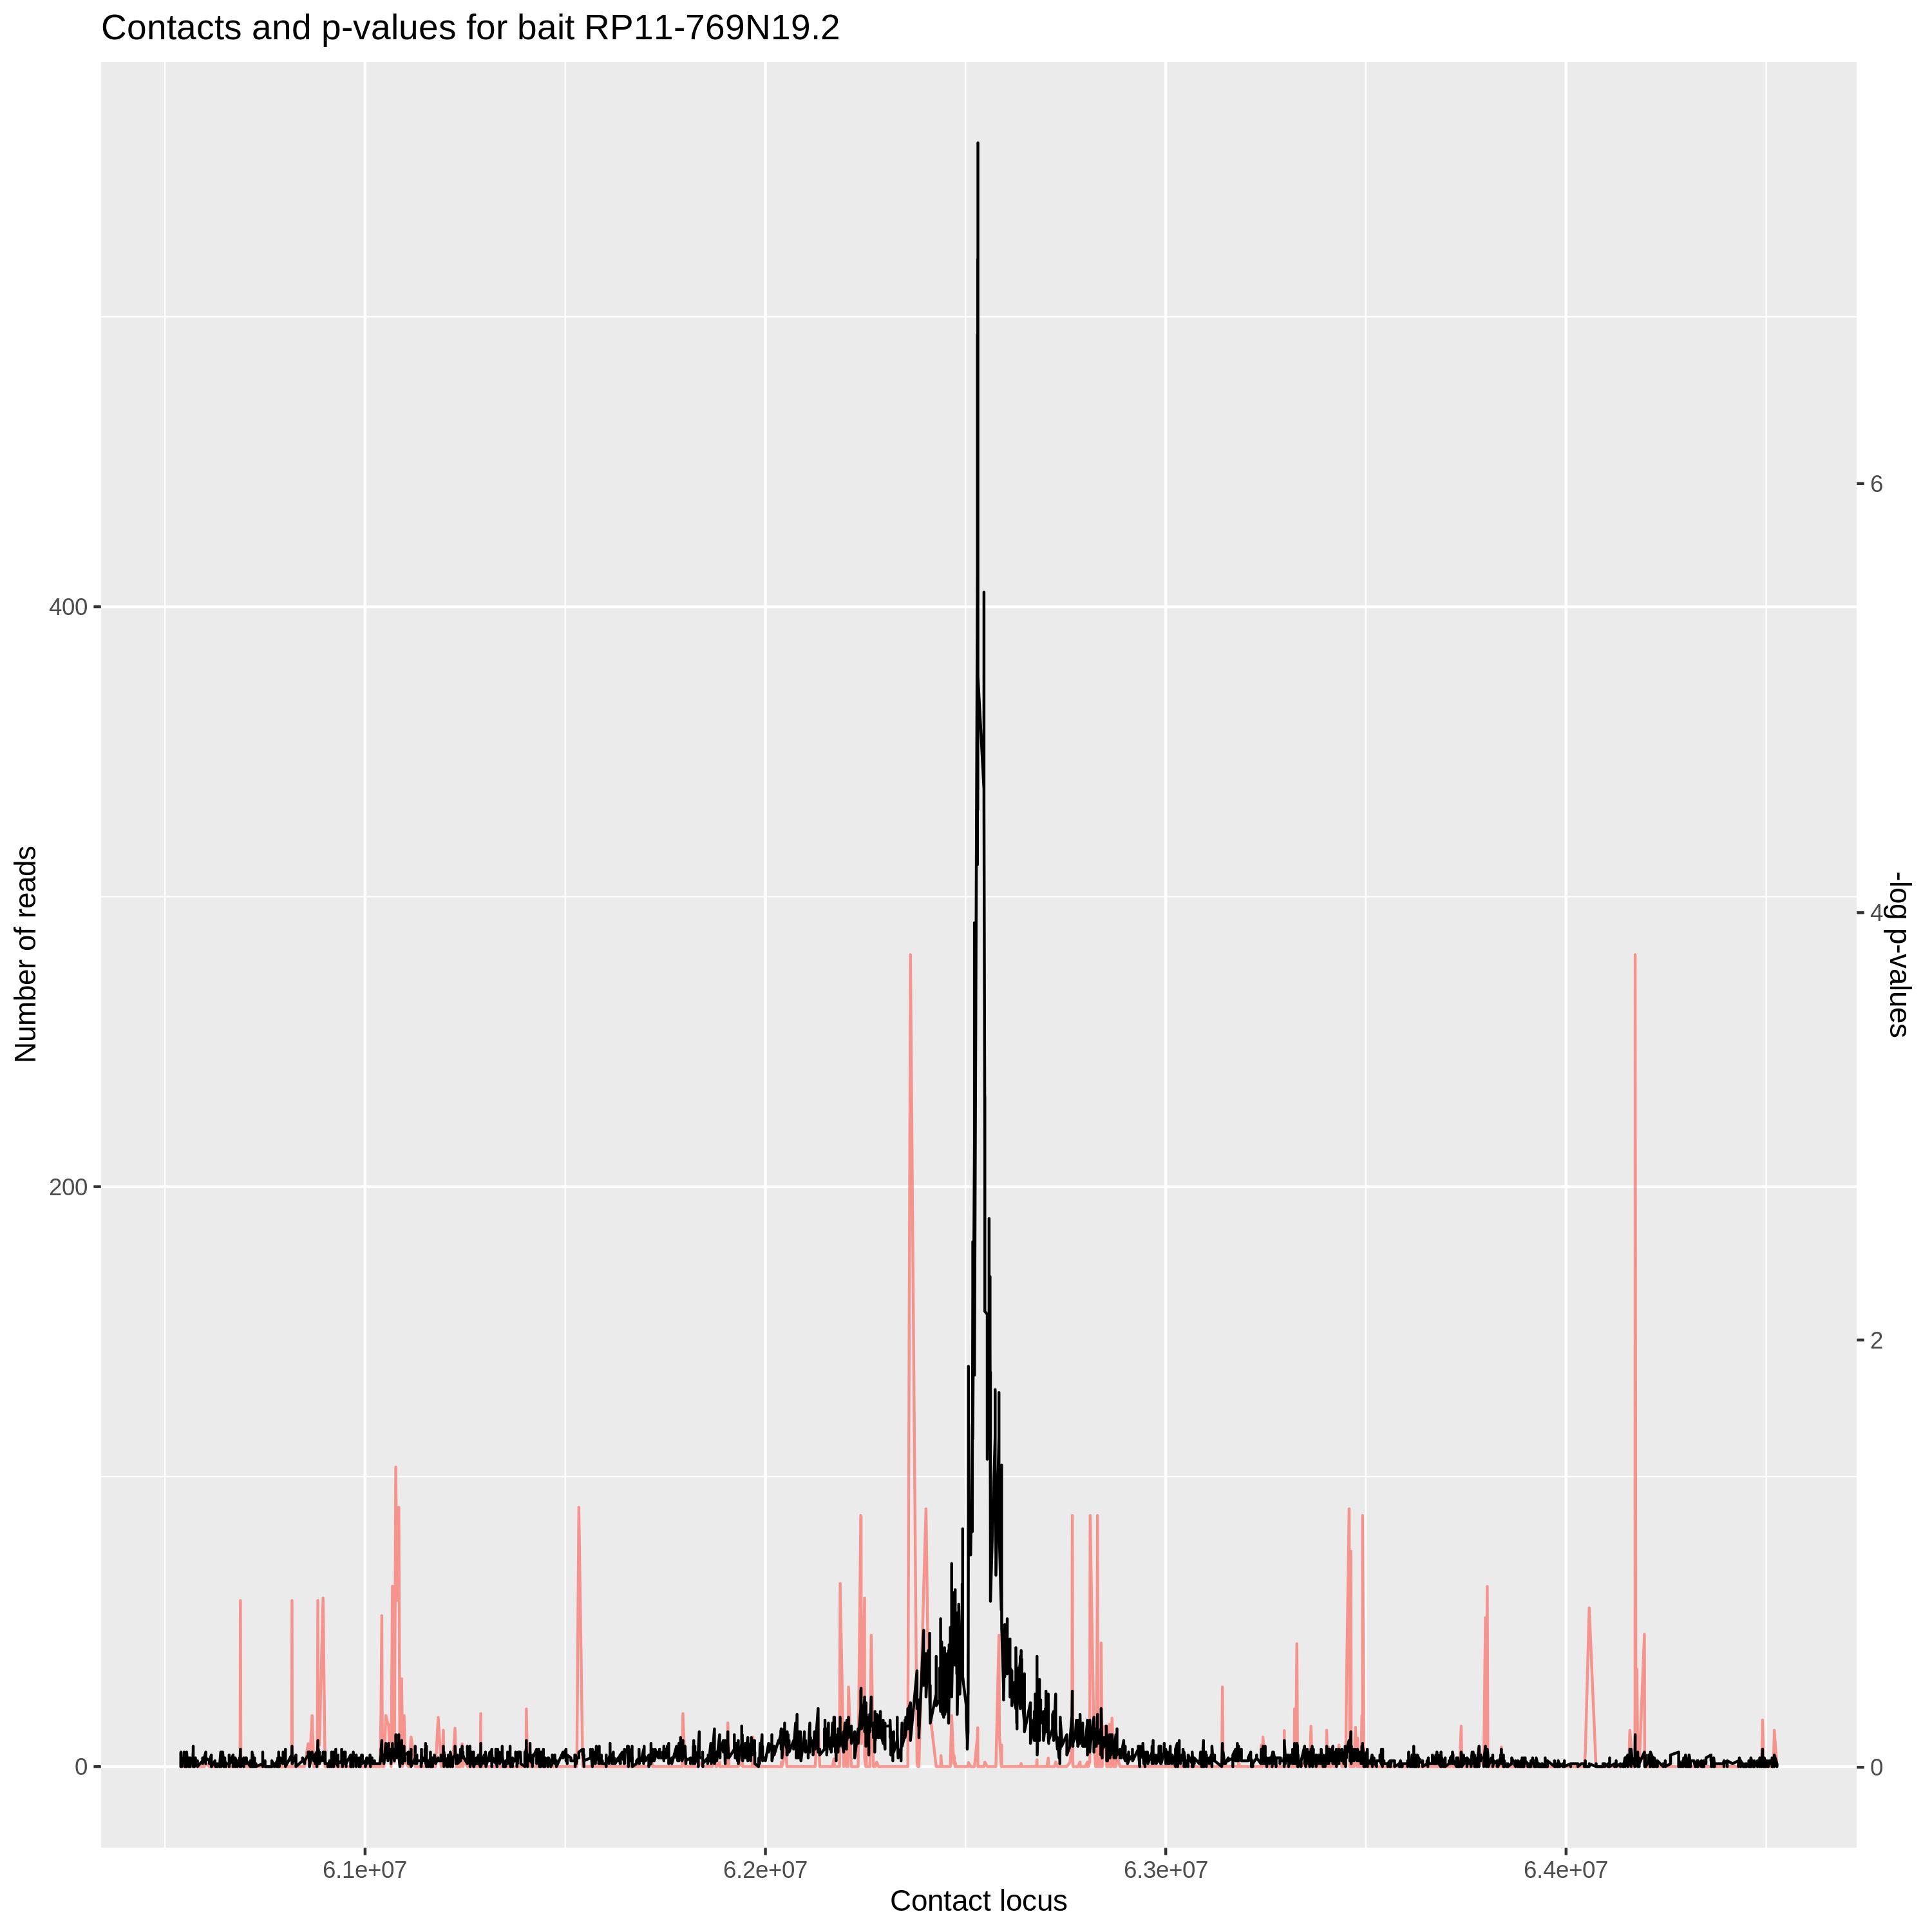 Contacts and p-values for bait RP11-769N19.2
Number of reads
400
200
0
6
4
2
0
-log p-values
6.1e+07
6.2e+07
6.3e+07
6.4e+07
Contact locus